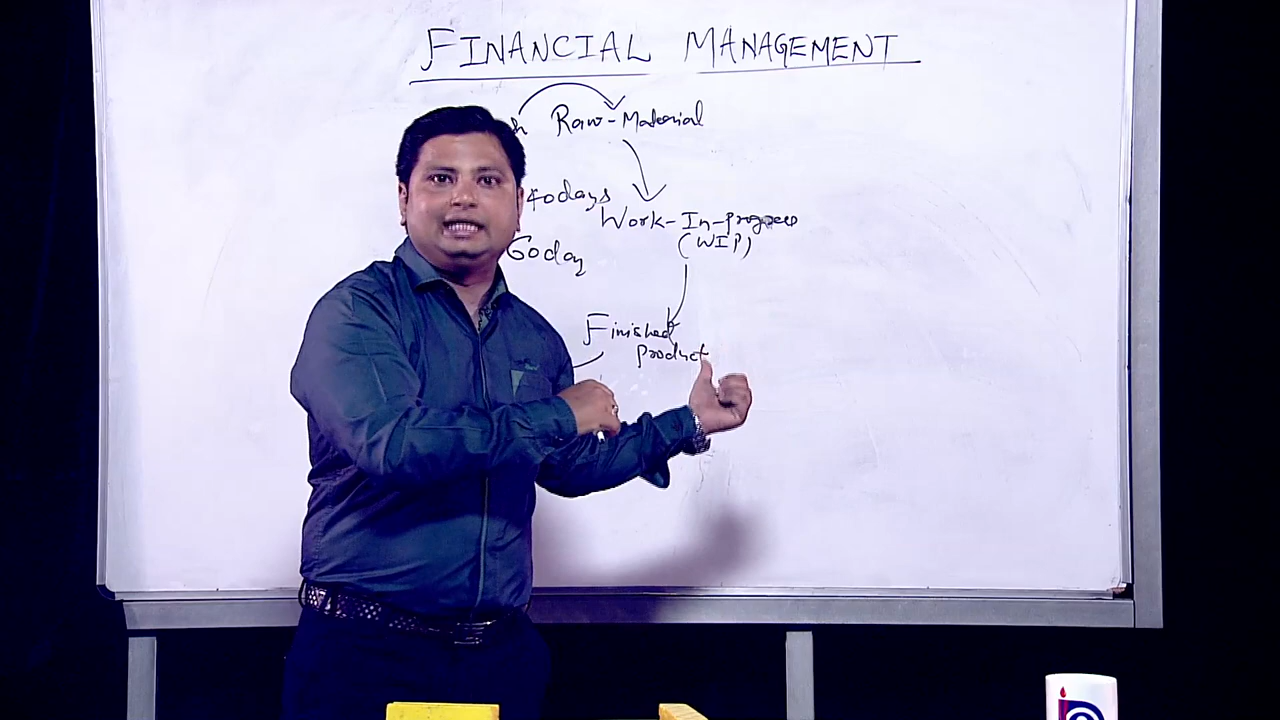 FINANCIAL MANAGEMENT
h Raw-Material
40days
Work-In-progress
(WIP)
60day
Finished
product